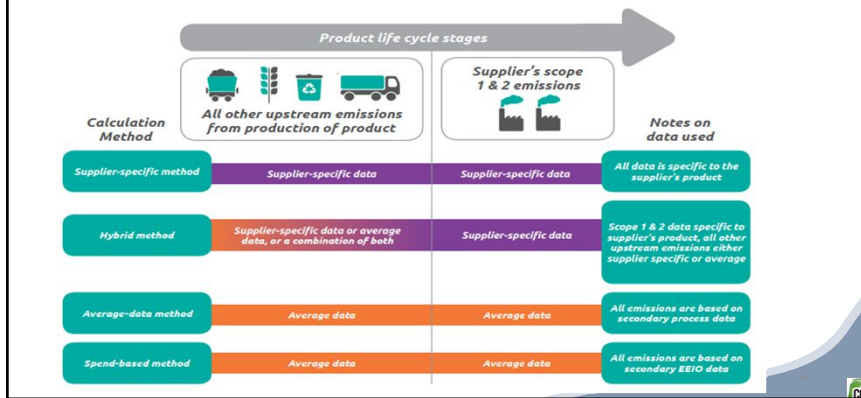 Product life cycle stages
All other upstream emissions
from production of product
Supplier's scope
1 & 2 emissions
Calculation
Method
Notes on
data used
Supplier-specific method
Supplier-specific data
Supplier-specific data
All data is specific to the
supplier's product
Hybrid method
Supplier-specific data or average
data, or a combination of both
Supplier-specific data
Scope 1 & 2 data specific to
supplier's product, all other
upstream emissions either
supplier specific or average
Average-data method
Average data
Average data
All emissions are based on
secondary process data
Spend-based method
Average data
Average data
All emissions are based on
secondary EEIO data